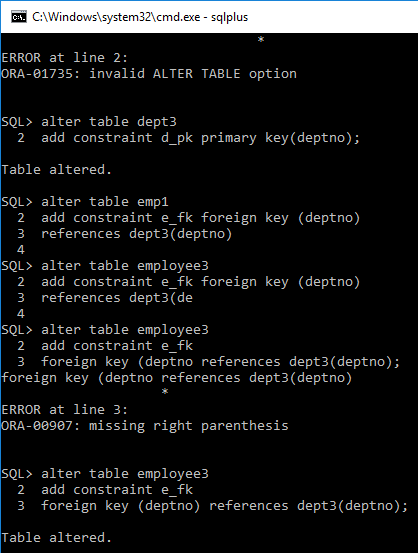 C:\Windows\system32\cmd.exe - sqlplus
*
ERROR at line 2:
ORA-01735: invalid ALTER TABLE option
SQL> alter table dept3
2 add constraint d_pk primary key(deptno);
Table altered.
SQL> alter table emp1
2 add constraint e_fk foreign key (deptno)
3 references dept3(deptno)
4
SQL> alter table employee3
2 add constraint e_fk foreign key (deptno)
3 references dept3(de
4
SQL> alter table employee3
2 add constraint e_fk
3 foreign key (deptno references dept3(deptno);
foreign key (deptno references dept3(deptno)
*
ERROR at line 3:
ORA-00907: missing right parenthesis
SQL> alter table employee3
2 add constraint e_fk
3 foreign key (deptno) references dept3(deptno);
Table altered.